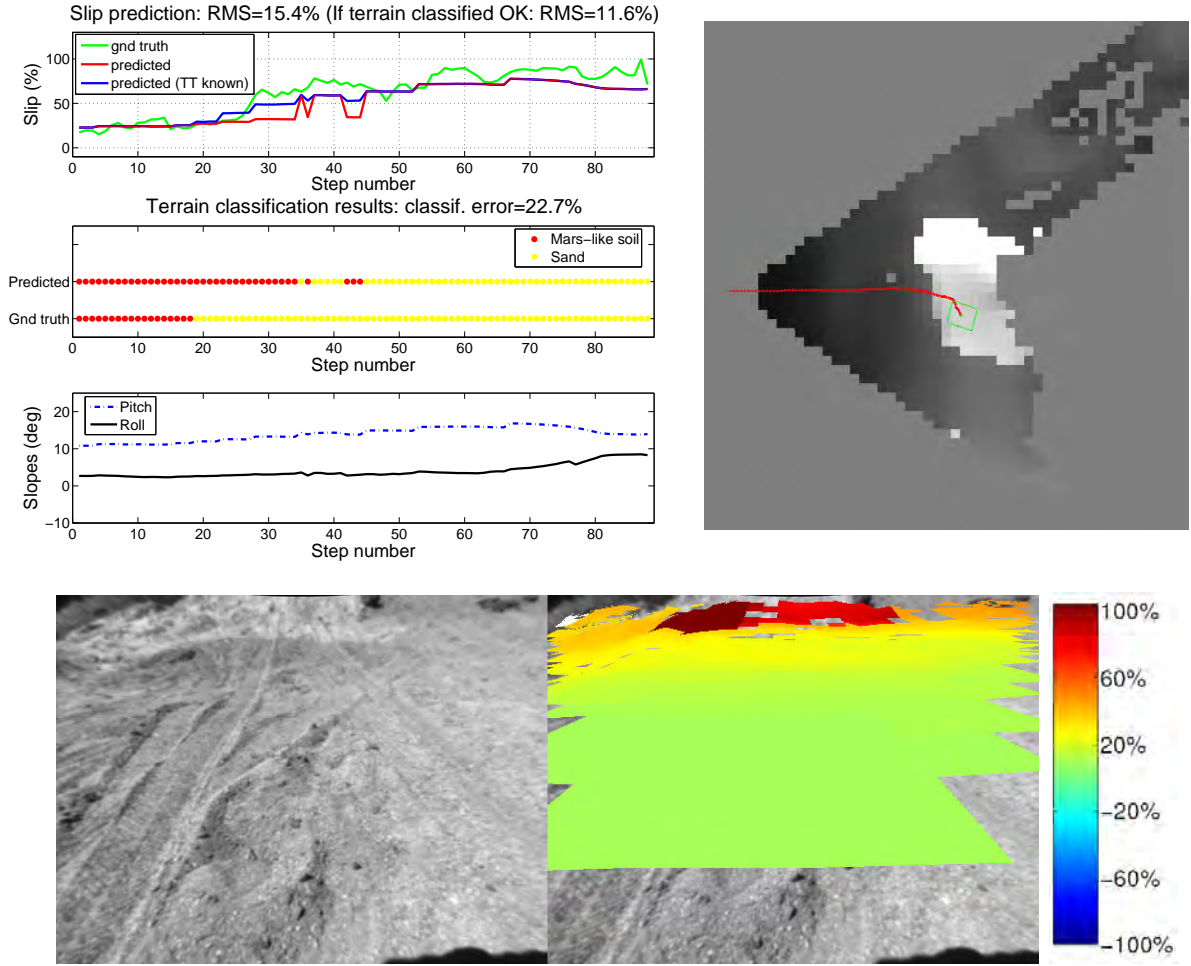 Slip prediction: RMS=15.4% (If terrain classified OK: RMS=11.6%)
gnd truth
predicted
predicted (TT known)
100
50
0
Slip (%)
0 10 20 30 40 50 60 70 80
Step number
Terrain classification results: classif. error=22.7%
Mars−like soil
Sand
Predicted
Gnd truth
0 10 20 30 40 50 60 70 80
Step number
Pitch
Roll
20
10
0
−10
Slopes (deg)
0 10 20 30 40 50 60 70 80
Step number
100%
60%
20%
−20%
−60%
−100%